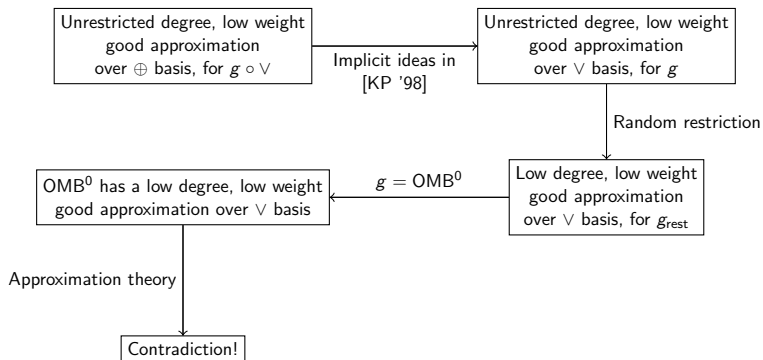 Unrestricted degree, low weight
good approximation
over ⊕ basis, for g ∘ ∨
Implicit ideas in
[KP '98]
Unrestricted degree, low weight
good approximation
over ∨ basis, for g
Random restriction
Low degree, low weight
good approximation
over ∨ basis, for g_rest
g = OMB⁰
OMB⁰ has a low degree, low weight
good approximation over ∨ basis
Approximation theory
Contradiction!